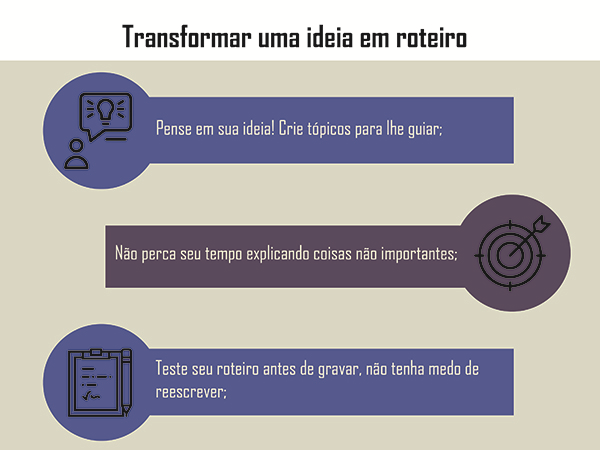 Transformar uma ideia em roteiro
Pense em sua ideia! Crie tópicos para lhe guiar;
Não perca seu tempo explicando coisas não importantes;
Teste seu roteiro antes de gravar, não tenha medo de
reescrever;